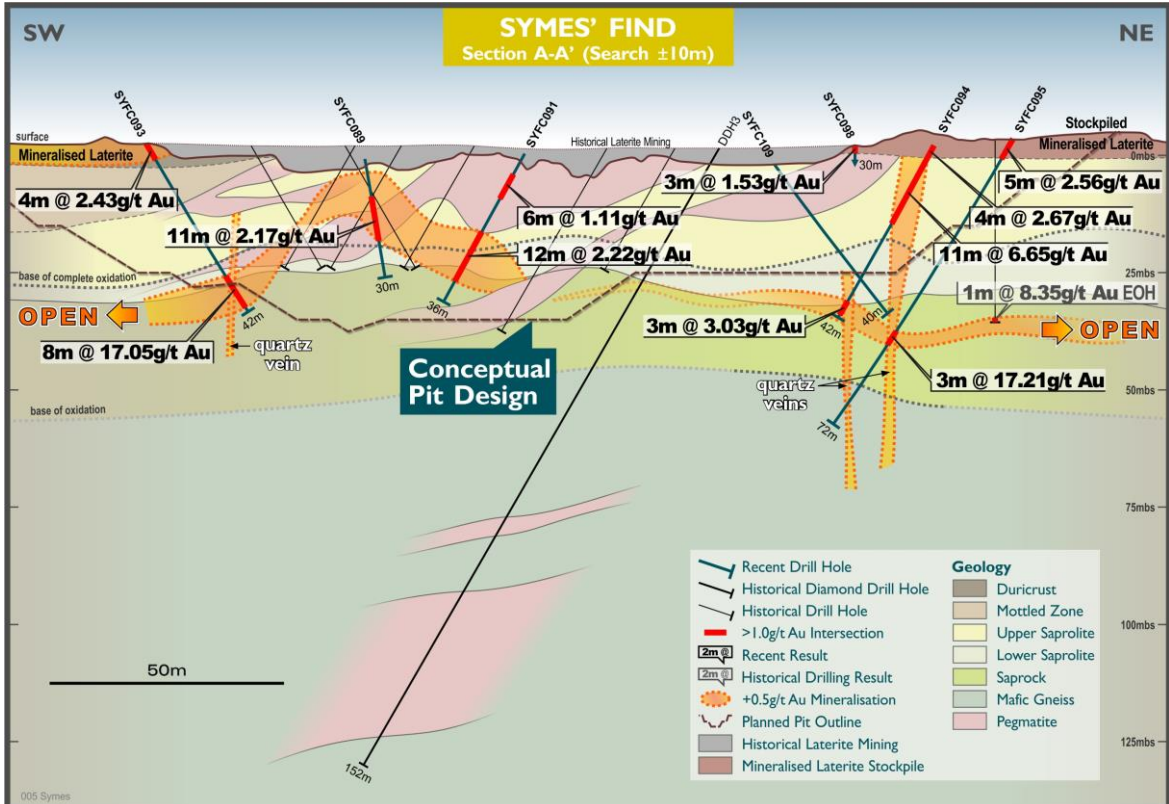 SW
SYMES' FIND
Section A-A' (Search ±10m)
NE
SYFC093
SYFC089
SYFC091
Historical Laterite Mining
DDH3
SYFC109
SYFC098
SYFC094
SYFC095
Stockpiled
Mineralised Laterite
surface
Mineralised Laterite
0mbs
30m
4m @ 2.43g/t Au
3m @ 1.53g/t Au
5m @ 2.56g/t Au
6m @ 1.11g/t Au
4m @ 2.67g/t Au
11m @ 2.17g/t Au
12m @ 2.22g/t Au
11m @ 6.65g/t Au
base of complete oxidation
25mbs
30m
36m
1m @ 8.35g/t Au EOH
OPEN
42m
3m @ 3.03g/t Au
42m
40m
OPEN
8m @ 17.05g/t Au
quartz
vein
Conceptual
Pit Design
3m @ 17.21g/t Au
quartz
veins
50mbs
base of oxidation
72m
75mbs
100mbs
125mbs
50m
152m
Recent Drill Hole
Historical Diamond Drill Hole
Historical Drill Hole
>1.0g/t Au Intersection
2m @
Recent Result
2m @
Historical Drilling Result
+0.5g/t Au Mineralisation
Planned Pit Outline
Historical Laterite Mining
Mineralised Laterite Stockpile
Geology
Duricrust
Mottled Zone
Upper Saprolite
Lower Saprolite
Saprock
Mafic Gneiss
Pegmatite
005 Symes